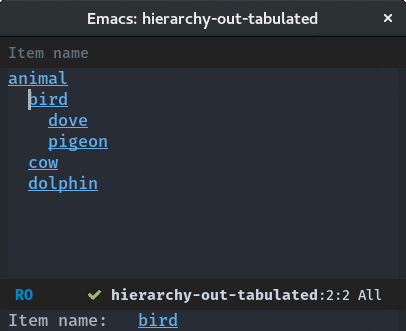 Emacs: hierarchy-out-tabulated ×
Item name
animal
bird
dove
pigeon
cow
dolphin
RO ✔ hierarchy-out-tabulated:2:2 All
Item name: bird